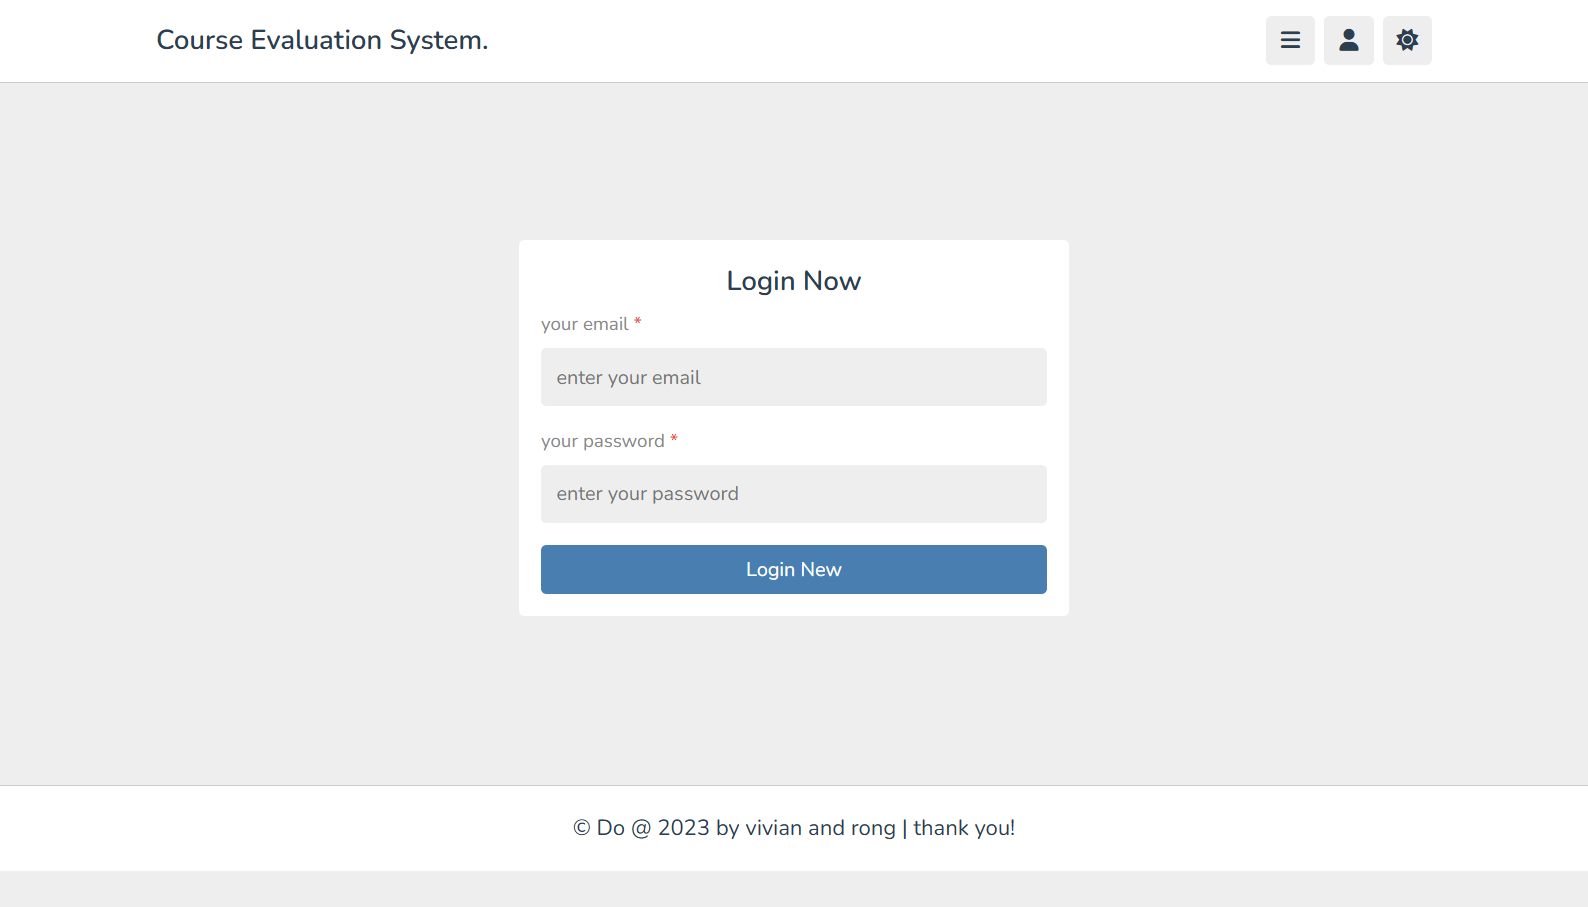 Course Evaluation System.
Login Now
your email *
enter your email
your password *
enter your password
Login New
© Do @ 2023 by vivian and rong | thank you!